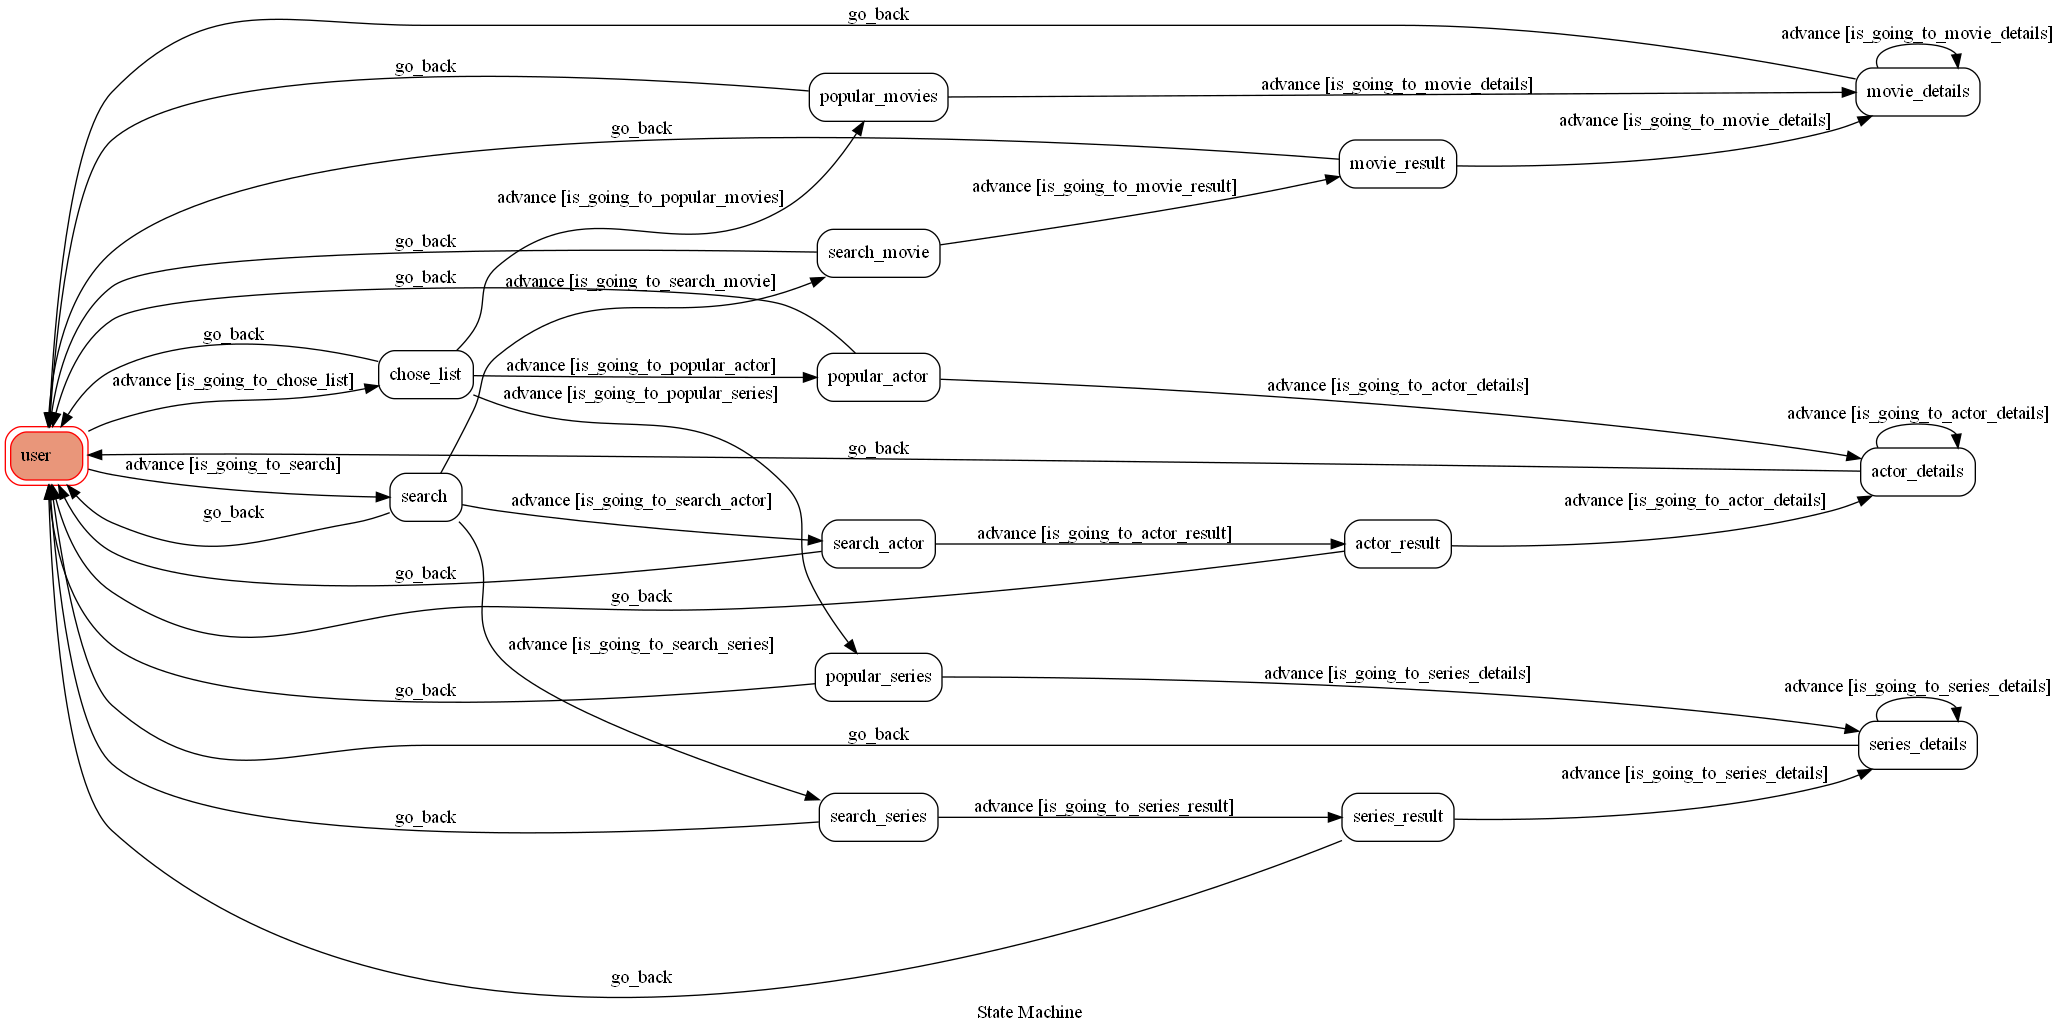 go_back
advance [is_going_to_movie_details]
go_back
popular_movies
advance [is_going_to_movie_details]
movie_details
go_back
advance [is_going_to_movie_details]
movie_result
advance [is_going_to_popular_movies]
advance [is_going_to_movie_result]
go_back
search_movie
go_back
advance [is_going_to_search_movie]
go_back
chose_list
advance [is_going_to_popular_actor]
popular_actor
advance [is_going_to_chose_list]
advance [is_going_to_popular_series]
advance [is_going_to_actor_details]
advance [is_going_to_actor_details]
user
go_back
advance [is_going_to_search]
actor_details
search
advance [is_going_to_search_actor]
advance [is_going_to_actor_details]
go_back
search_actor
advance [is_going_to_actor_result]
actor_result
go_back
go_back
advance [is_going_to_search_series]
popular_series
advance [is_going_to_series_details]
advance [is_going_to_series_details]
go_back
go_back
series_details
advance [is_going_to_series_details]
go_back
search_series
advance [is_going_to_series_result]
series_result
go_back
State Machine